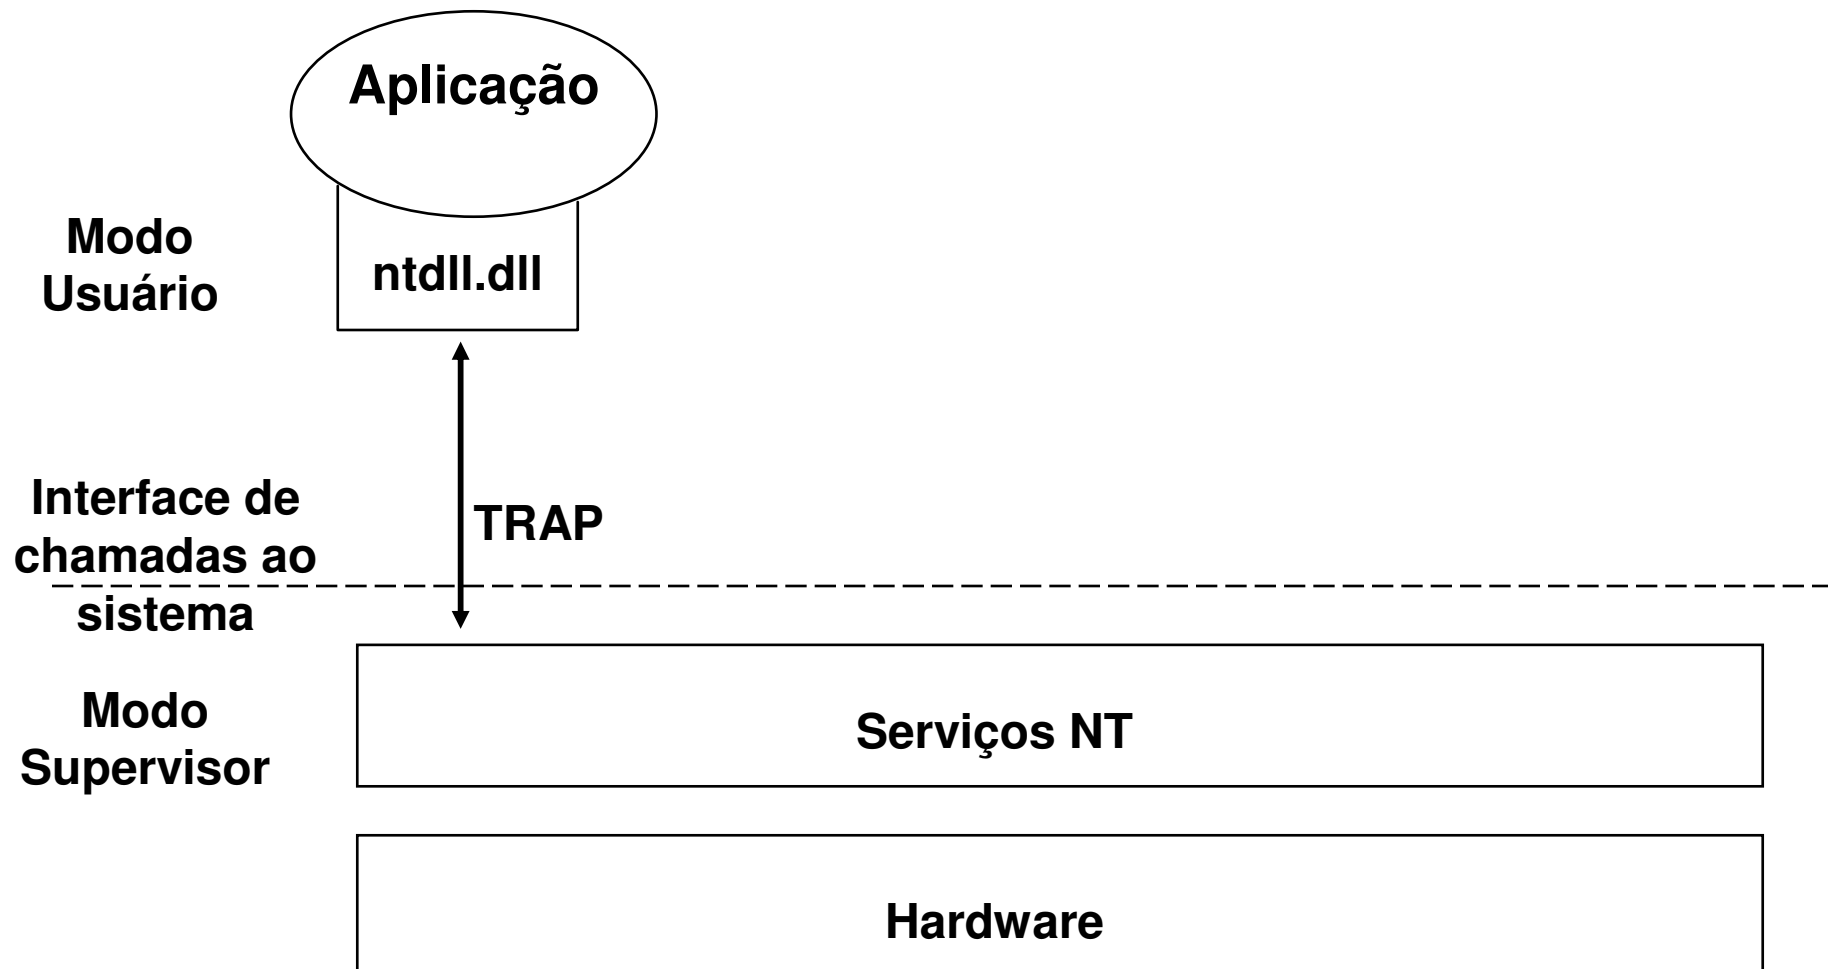 Aplicação
Modo
Usuário
ntdll.dll
Interface de
chamadas ao
sistema
TRAP
Modo
Supervisor
Serviços NT
Hardware